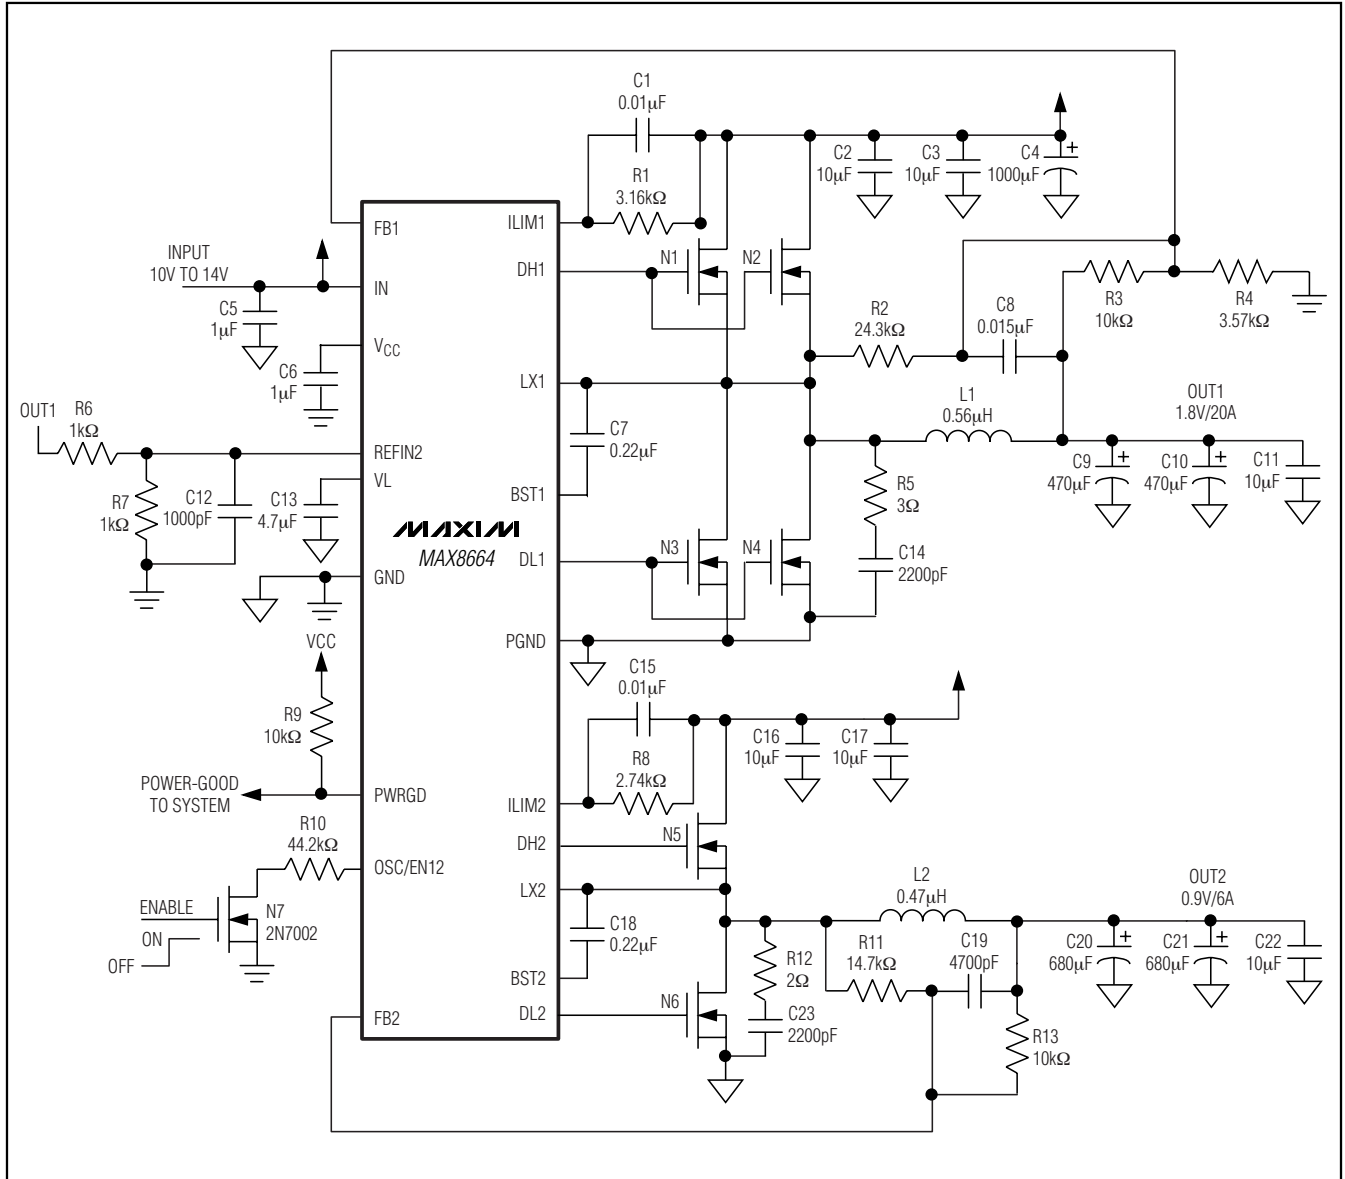 C1
0.01µF
R1
3.16kΩ
C2
10µF
C3
10µF
C4
1000µF
+
FB1
ILIM1
INPUT
10V TO 14V
IN
DH1
N1
N2
C5
1µF
VCC
C6
1µF
R2
24.3kΩ
C8
0.015µF
R3
10kΩ
R4
3.57kΩ
LX1
L1
0.56µH
OUT1
1.8V/20A
OUT1
R6
1kΩ
REFIN2
C7
0.22µF
C9
470µF
+
C10
470µF
+
C11
10µF
VL
R7
1kΩ
C12
1000pF
C13
4.7µF
BST1
R5
3Ω
MAXIM
MAX8664
DL1
N3
N4
C14
2200pF
GND
PGND
VCC
R9
10kΩ
C15
0.01µF
R8
2.74kΩ
C16
10µF
C17
10µF
POWER-GOOD
TO SYSTEM
PWRGD
ILIM2
R10
44.2kΩ
DH2
N5
OSC/EN12
LX2
L2
0.47µH
OUT2
0.9V/6A
ENABLE
ON
OFF
N7
2N7002
C18
0.22µF
R12
2Ω
R11
14.7kΩ
C19
4700pF
C20
680µF
+
C21
680µF
+
C22
10µF
BST2
DL2
N6
C23
2200pF
R13
10kΩ
FB2